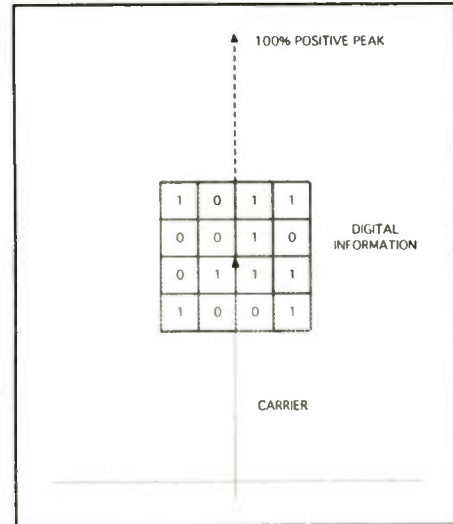 100% POSITIVE PEAK
1 0 1 1
0 0 1 0
DIGITAL
INFORMATION
0 1 1 1
1 0 0 1
CARRIER